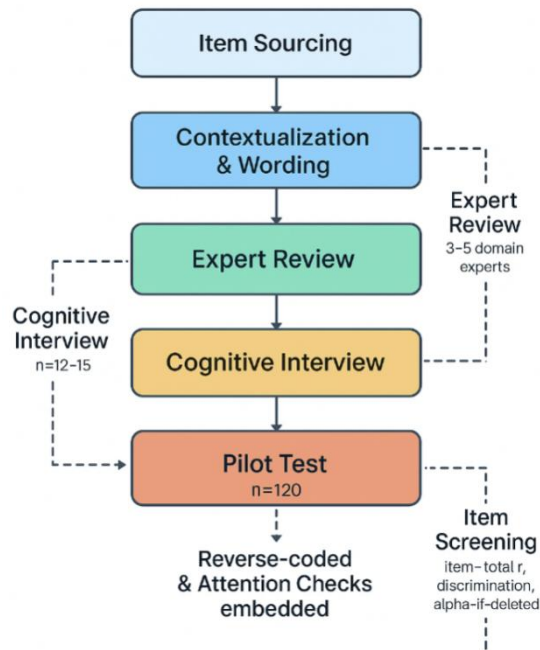 Item Sourcing
Contextualization
& Wording
Expert
Review
3–5 domain
experts
Expert Review
Cognitive
Interview
n=12–15
Cognitive Interview
Pilot Test
n=120
Reverse-coded
& Attention Checks
embedded
Item
Screening
item–total r,
discrimination,
alpha-if-deleted